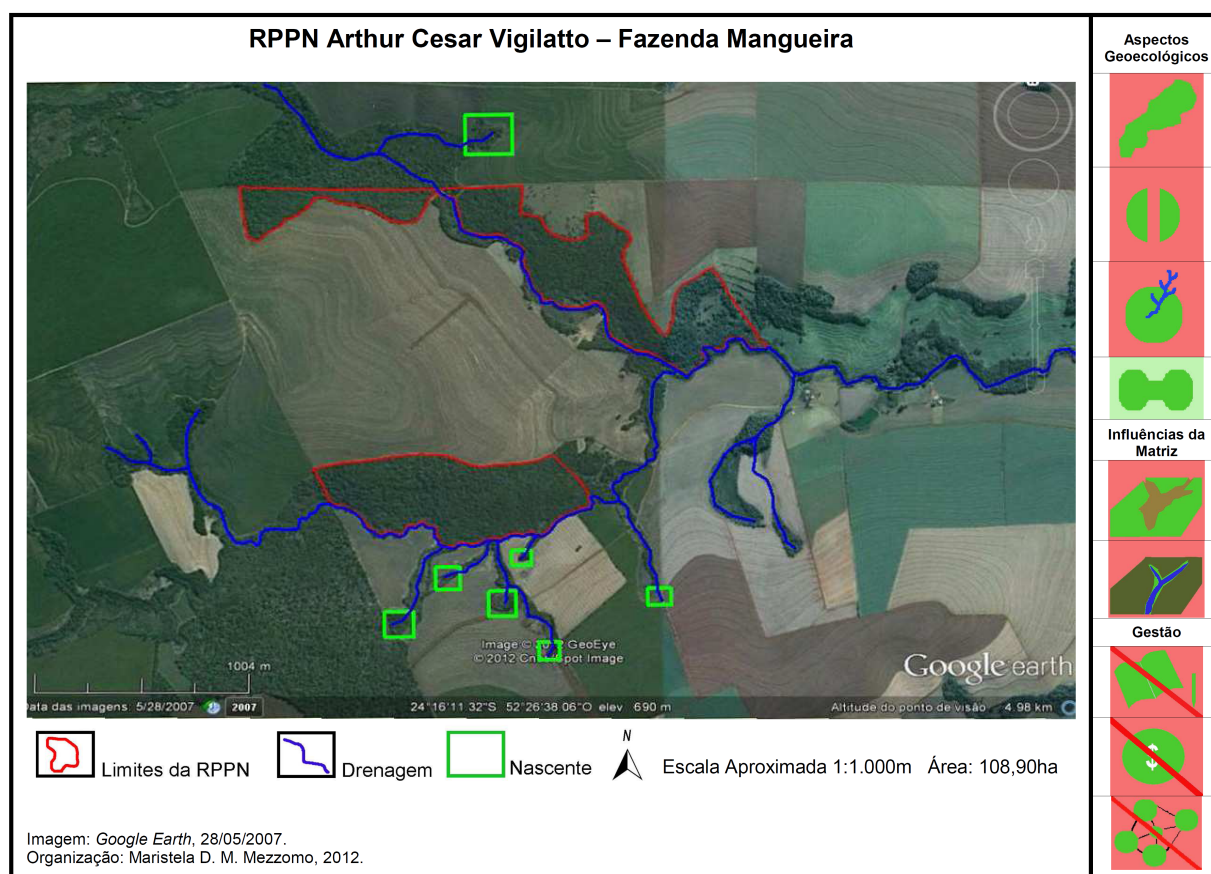 RPPN Arthur Cesar Vigilatto – Fazenda Mangueira
Aspectos
Geoecológicos
Influências da
Matriz
Gestão
Image © GeoEye
© 2012 Cnes/Spot Image
1004 m
Google earth
Data das imagens 5/28/2007 2007
24°16'11 32"S 52°26'38 06"O elev 690 m
Altitude do ponto de visão 4.98 km
Limites da RPPN
Drenagem
Nascente
N
Escala Aproximada 1:1.000m Área: 108,90ha
Imagem: Google Earth, 28/05/2007.
Organização: Maristela D. M. Mezzomo, 2012.